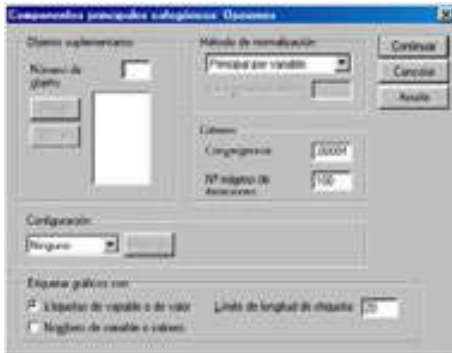 Componentes principales categóricos: Opciones
Objetos suplementarios
Número de objeto:
Método de normalización
Principal por variable
Criterios
Convergencia
,00001
Nº máximo de iteraciones
100
Continuar
Cancelar
Ayuda
Configuración
Ninguno
Etiquetar gráficos con
Etiquetas de variable o de valor
Nombres de variable o valores
Límite de longitud de etiqueta:
20